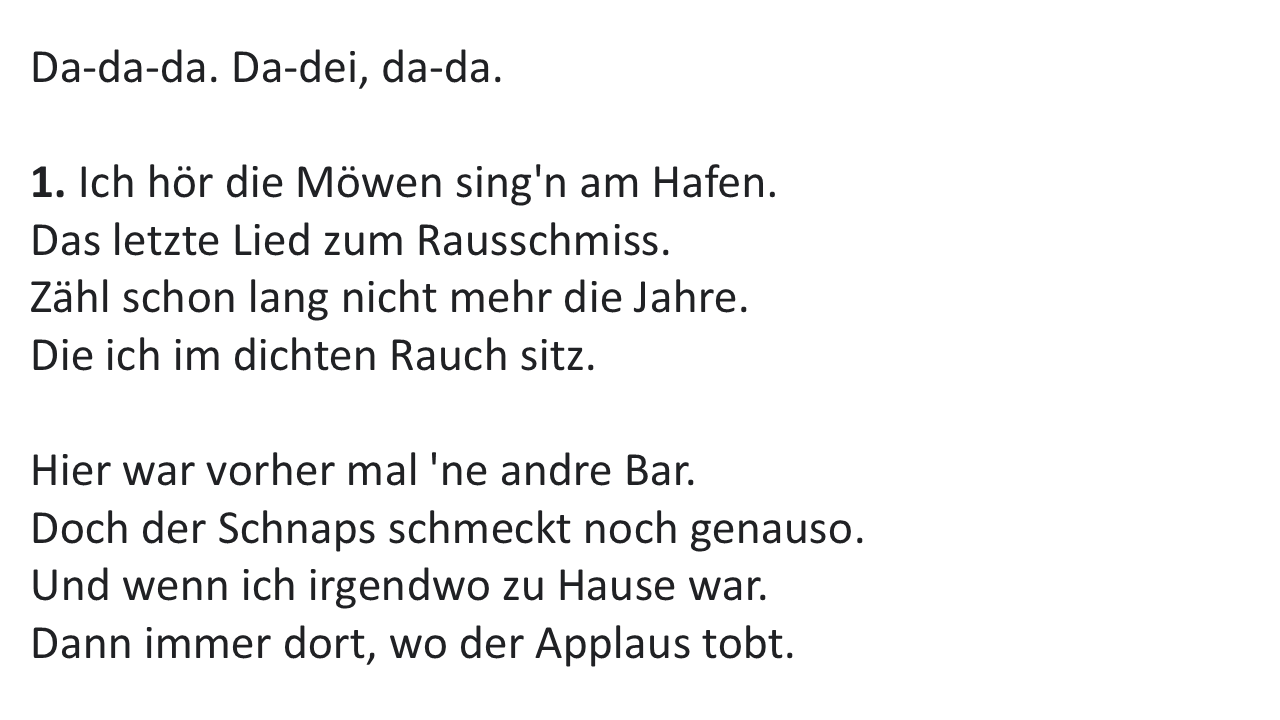 Da-da-da. Da-dei, da-da.
1. Ich hör die Möwen sing'n am Hafen.
Das letzte Lied zum Rausschmiss.
Zähl schon lang nicht mehr die Jahre.
Die ich im dichten Rauch sitz.
Hier war vorher mal 'ne andre Bar.
Doch der Schnaps schmeckt noch genauso.
Und wenn ich irgendwo zu Hause war.
Dann immer dort, wo der Applaus tobt.